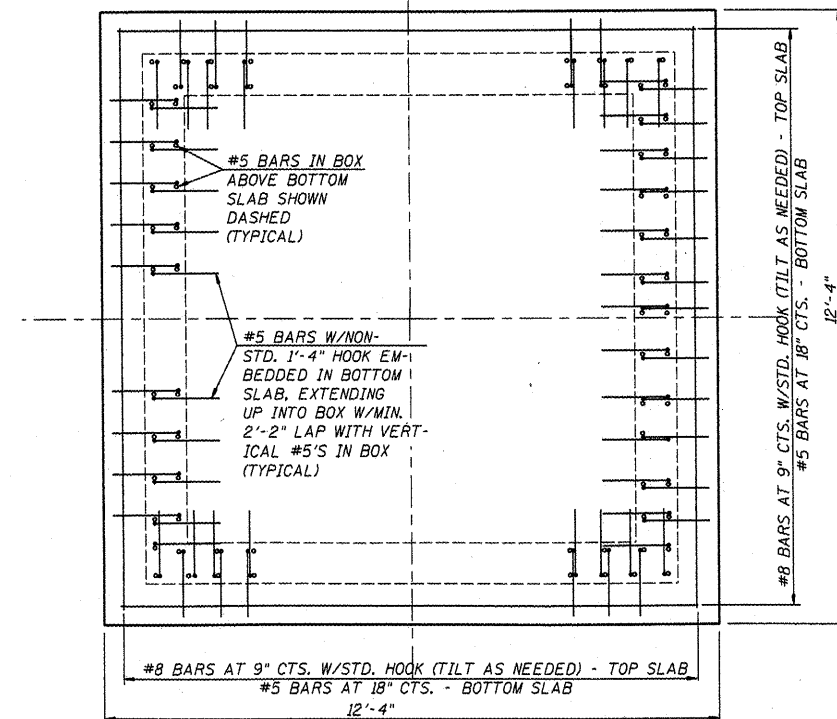 #5 BARS IN BOX
ABOVE BOTTOM
SLAB SHOWN
DASHED
(TYPICAL)
#5 BARS W/NON-
STD. 1'-4" HOOK EM-
BEDDED IN BOTTOM
SLAB, EXTENDING
UP INTO BOX W/MIN.
2'-2" LAP WITH VERT-
ICAL #5'S IN BOX
(TYPICAL)
#8 BARS AT 9" CTS. W/STD. HOOK (TILT AS NEEDED) - TOP SLAB
#5 BARS AT 18" CTS. - BOTTOM SLAB
12'-4"
#8 BARS AT 9" CTS. W/STD. HOOK (TILT AS NEEDED) - TOP SLAB
#5 BARS AT 18" CTS. - BOTTOM SLAB
12'-4"